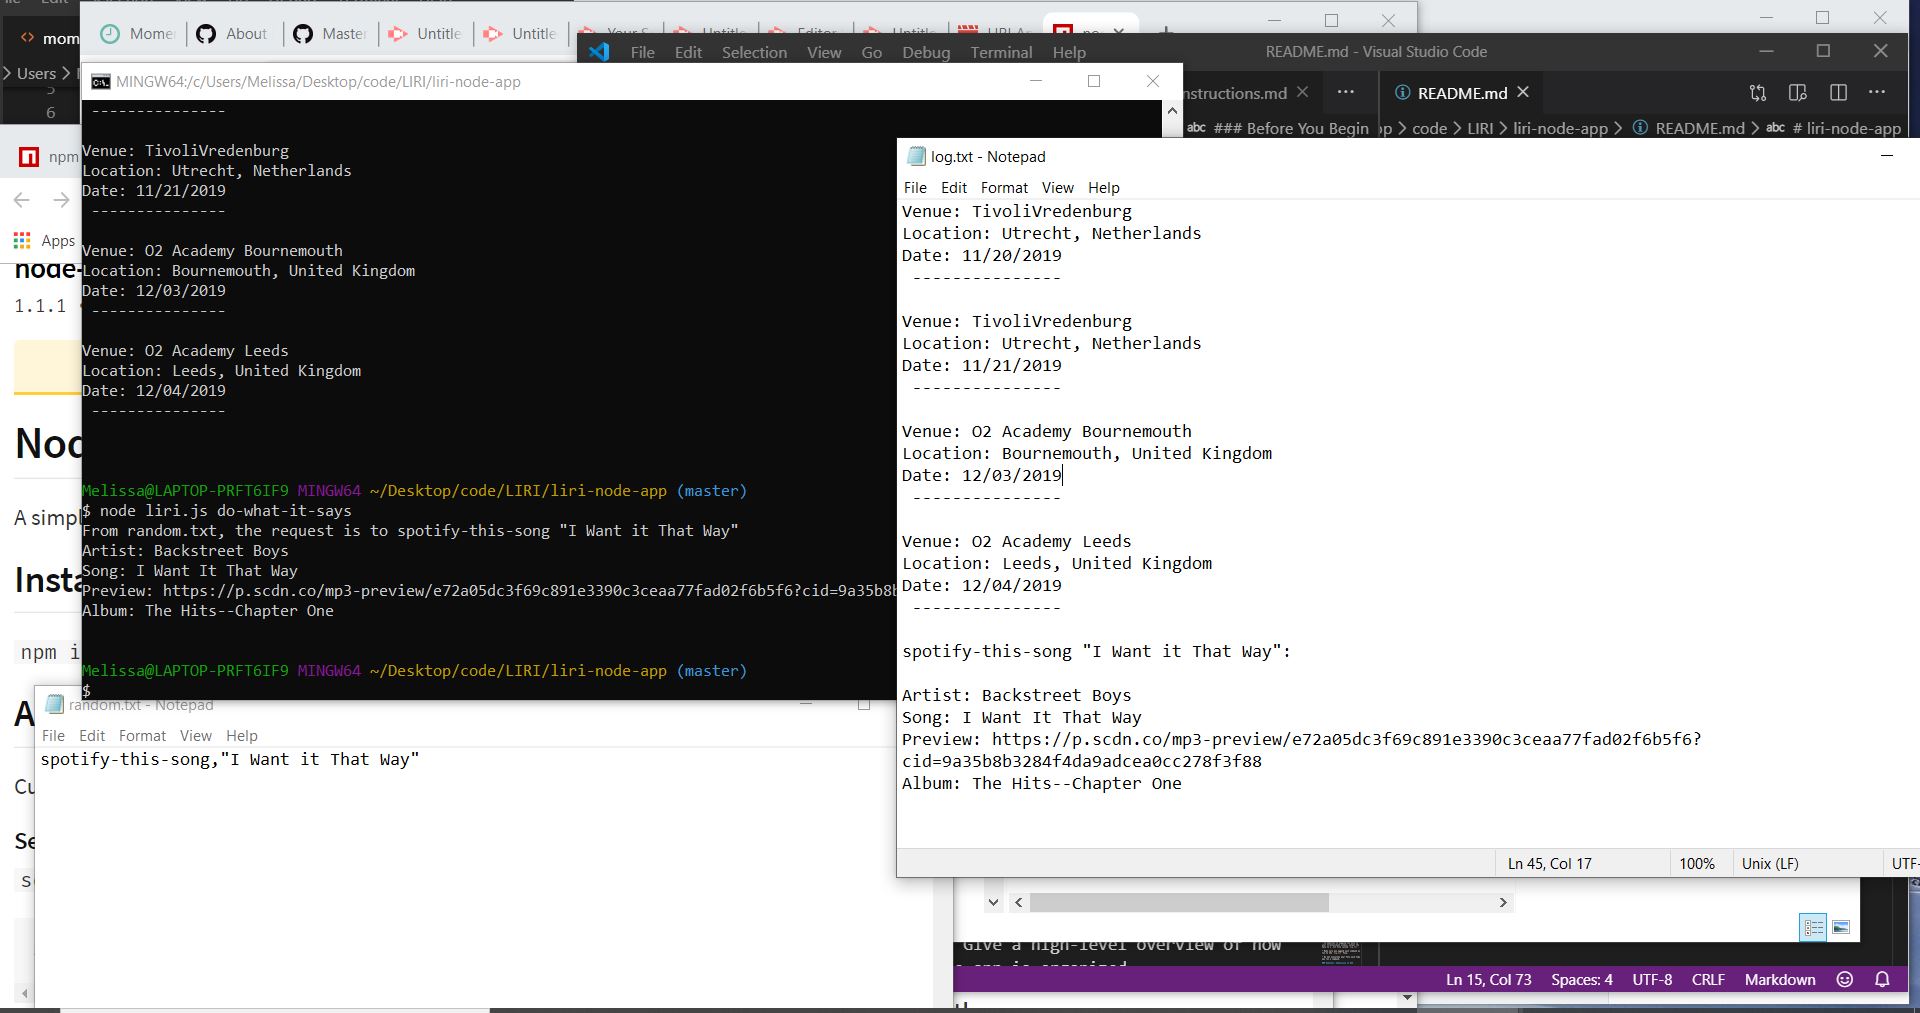 Mome
About
Master
Untitle
Untitle
README.md - Visual Studio Code
File Edit Selection View Go Debug Terminal Help
mom
Users
5
6
nstructions.md
README.md
### Before You Begin
code > LIRI > liri-node-app > README.md > # liri-node-app
MINGW64:/c/Users/Melissa/Desktop/code/LIRI/liri-node-app
---------------
Venue: TivoliVredenburg
Location: Utrecht, Netherlands
Date: 11/21/2019
---------------
Venue: O2 Academy Bournemouth
Location: Bournemouth, United Kingdom
Date: 12/03/2019
---------------
Venue: O2 Academy Leeds
Location: Leeds, United Kingdom
Date: 12/04/2019
---------------
Melissa@LAPTOP-PRFT6IF9 MINGW64 ~/Desktop/code/LIRI/liri-node-app (master)
$ node liri.js do-what-it-says
From random.txt, the request is to spotify-this-song "I Want it That Way"
Artist: Backstreet Boys
Song: I Want It That Way
Preview: https://p.scdn.co/mp3-preview/e72a05dc3f69c891e3390c3ceaa77fad02f6b5f6?cid=9a35b8b
Album: The Hits--Chapter One
Melissa@LAPTOP-PRFT6IF9 MINGW64 ~/Desktop/code/LIRI/liri-node-app (master)
$
npm
Apps
node-
1.1.1
Nod
A simpl
Insta
npm i
A
Cu
Se
random.txt - Notepad
File Edit Format View Help
spotify-this-song,"I Want it That Way"
log.txt - Notepad
File Edit Format View Help
Venue: TivoliVredenburg
Location: Utrecht, Netherlands
Date: 11/20/2019
---------------
Venue: TivoliVredenburg
Location: Utrecht, Netherlands
Date: 11/21/2019
---------------
Venue: O2 Academy Bournemouth
Location: Bournemouth, United Kingdom
Date: 12/03/2019
---------------
Venue: O2 Academy Leeds
Location: Leeds, United Kingdom
Date: 12/04/2019
---------------
spotify-this-song "I Want it That Way":
Artist: Backstreet Boys
Song: I Want It That Way
Preview: https://p.scdn.co/mp3-preview/e72a05dc3f69c891e3390c3ceaa77fad02f6b5f6?
cid=9a35b8b3284f4da9adcea0cc278f3f88
Album: The Hits--Chapter One
Ln 45, Col 17 100% Unix (LF) UTF-
Give a high-level overview of how
Ln 15, Col 73 Spaces: 4 UTF-8 CRLF Markdown